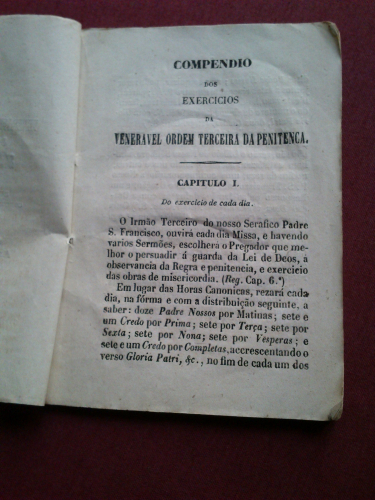 COMPENDIO
DOS
EXERCICIOS
DA
VENERAVEL ORDEM TERCEIRA DA PENITENCA.
CAPITULO I.
Do exercicio de cada dia.
O Irmão Terceiro do nosso Serafico Padre
S. Francisco, ouvirá cada dia Missa, e havendo
varios Sermões, escolherá o Pregador que me-
lhor o persuadir á guarda da Lei de Deos, a
observancia da Regra e penitencia, e exercicio
das obras de misericordia. (Reg. Cap. 6.°)
Em lugar das Horas Canonicas, rezará cada
dia, na fórma e com a distribuição seguinte, a
saber: doze Padre Nossos por Matinas; sete e
um Credo por Prima; sete por Terça; sete por
Sexta; sete por Nona; sete por Vesperas; e
sete e um Credo por Completas, accrescentando o
verso Gloria Patri, &c., no fim de cada um dos